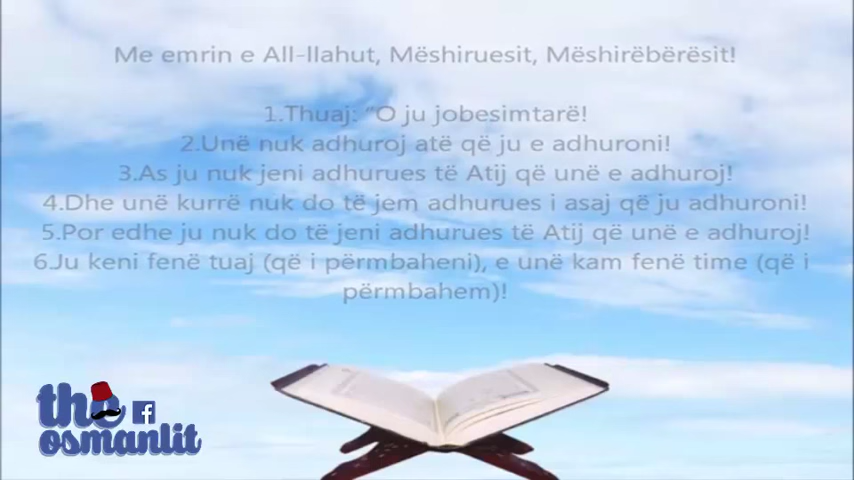 Me emrin e All-llahut, Mëshiruesit, Mëshirëbërësit!
1.Thuaj: “O ju jobesimtarë!
2.Unë nuk adhuroj atë që ju e adhuroni!
3.As ju nuk jeni adhurues të Atij që unë e adhuroj!
4.Dhe unë kurrë nuk do të jem adhurues i asaj që ju adhuroni!
5.Por edhe ju nuk do të jeni adhurues të Atij që unë e adhuroj!
6.Ju keni fenë tuaj (që i përmbaheni), e unë kam fenë time (që i
përmbahem)!
the f
osmanlit